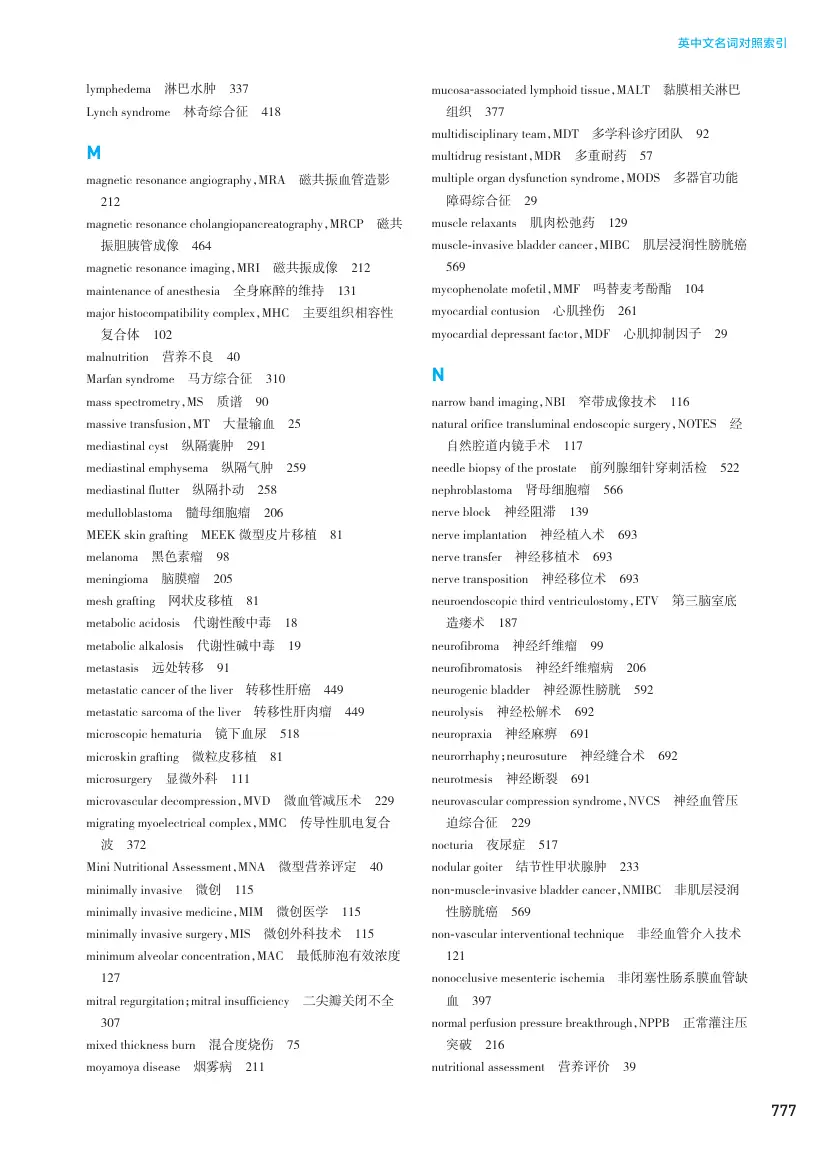 英中文名词对照索引
lymphedema 淋巴水肿 337
Lynch syndrome 林奇综合征 418
M
magnetic resonance angiography,MRA 磁共振血管造影
212
magnetic resonance cholangiopancreatography,MRCP 磁共
振胆胰管成像 464
magnetic resonance imaging,MRI 磁共振成像 212
maintenance of anesthesia 全身麻醉的维持 131
major histocompatibility complex,MHC 主要组织相容性
复合体 102
malnutrition 营养不良 40
Marfan syndrome 马方综合征 310
mass spectrometry,MS 质谱 90
massive transfusion,MT 大量输血 25
mediastinal cyst 纵隔囊肿 291
mediastinal emphysema 纵隔气肿 259
mediastinal flutter 纵隔扑动 258
medulloblastoma 髓母细胞瘤 206
MEEK skin grafting MEEK 微型皮片移植 81
melanoma 黑色素瘤 98
meningioma 脑膜瘤 205
mesh grafting 网状皮移植 81
metabolic acidosis 代谢性酸中毒 18
metabolic alkalosis 代谢性碱中毒 19
metastasis 远处转移 91
metastatic cancer of the liver 转移性肝癌 449
metastatic sarcoma of the liver 转移性肝肉瘤 449
microscopic hematuria 镜下血尿 518
microskin grafting 微粒皮移植 81
microsurgery 显微外科 111
microvascular decompression,MVD 微血管减压术 229
migrating myoelectrical complex,MMC 传导性肌电复合
波 372
Mini Nutritional Assessment,MNA 微型营养评定 40
minimally invasive 微创 115
minimally invasive medicine,MIM 微创医学 115
minimally invasive surgery,MIS 微创外科技术 115
minimum alveolar concentration,MAC 最低肺泡有效浓度
127
mitral regurgitation;mitral insufficiency 二尖瓣关闭不全
307
mixed thickness burn 混合度烧伤 75
moyamoya disease 烟雾病 211
mucosa-associated lymphoid tissue,MALT 黏膜相关淋巴
组织 377
multidisciplinary team,MDT 多学科诊疗团队 92
multidrug resistant,MDR 多重耐药 57
multiple organ dysfunction syndrome,MODS 多器官功能
障碍综合征 29
muscle relaxants 肌肉松弛药 129
muscle-invasive bladder cancer,MIBC 肌层浸润性膀胱癌
569
mycophenolate mofetil,MMF 吗替麦考酚酯 104
myocardial contusion 心肌挫伤 261
myocardial depressant factor,MDF 心肌抑制因子 29
N
narrow band imaging,NBI 窄带成像技术 116
natural orifice transluminal endoscopic surgery,NOTES 经
自然腔道内镜手术 117
needle biopsy of the prostate 前列腺细针穿刺活检 522
nephroblastoma 肾母细胞瘤 566
nerve block 神经阻滞 139
nerve implantation 神经植入术 693
nerve transfer 神经移植术 693
nerve transposition 神经移位术 693
neuroendoscopic third ventriculostomy,ETV 第三脑室底
造瘘术 187
neurofibroma 神经纤维瘤 99
neurofibromatosis 神经纤维瘤病 206
neurogenic bladder 神经源性膀胱 592
neurolysis 神经松解术 692
neuropraxia 神经麻痹 691
neurorrhaphy;neurosuture 神经缝合术 692
neurotmesis 神经断裂 691
neurovascular compression syndrome,NVCS 神经血管压
迫综合征 229
nocturia 夜尿症 517
nodular goiter 结节性甲状腺肿 233
non-muscle-invasive bladder cancer,NMIBC 非肌层浸润
性膀胱癌 569
non-vascular interventional technique 非经血管介入技术
121
nonocclusive mesenteric ischemia 非闭塞性肠系膜血管缺
血 397
normal perfusion pressure breakthrough,NPPB 正常灌注压
突破 216
nutritional assessment 营养评价 39
777